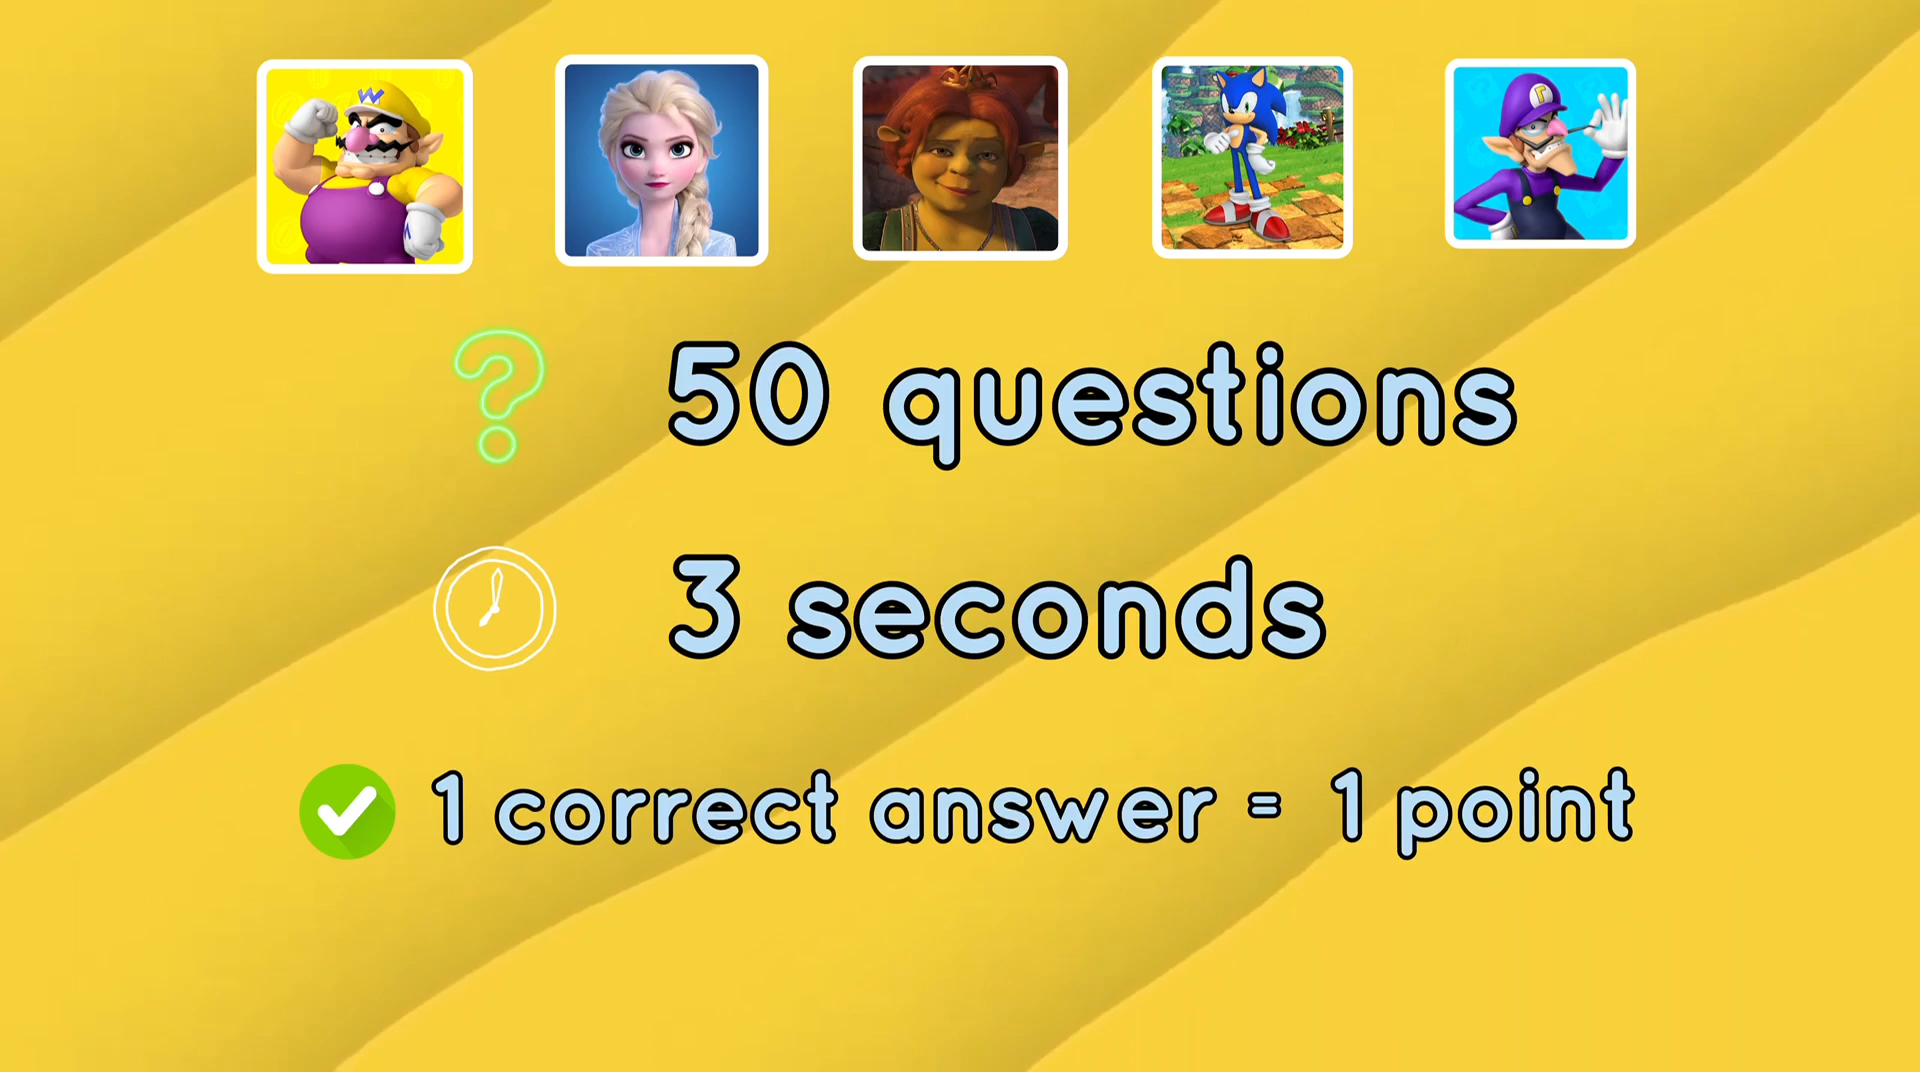 50 questions
3 seconds
1 correct answer = 1 point